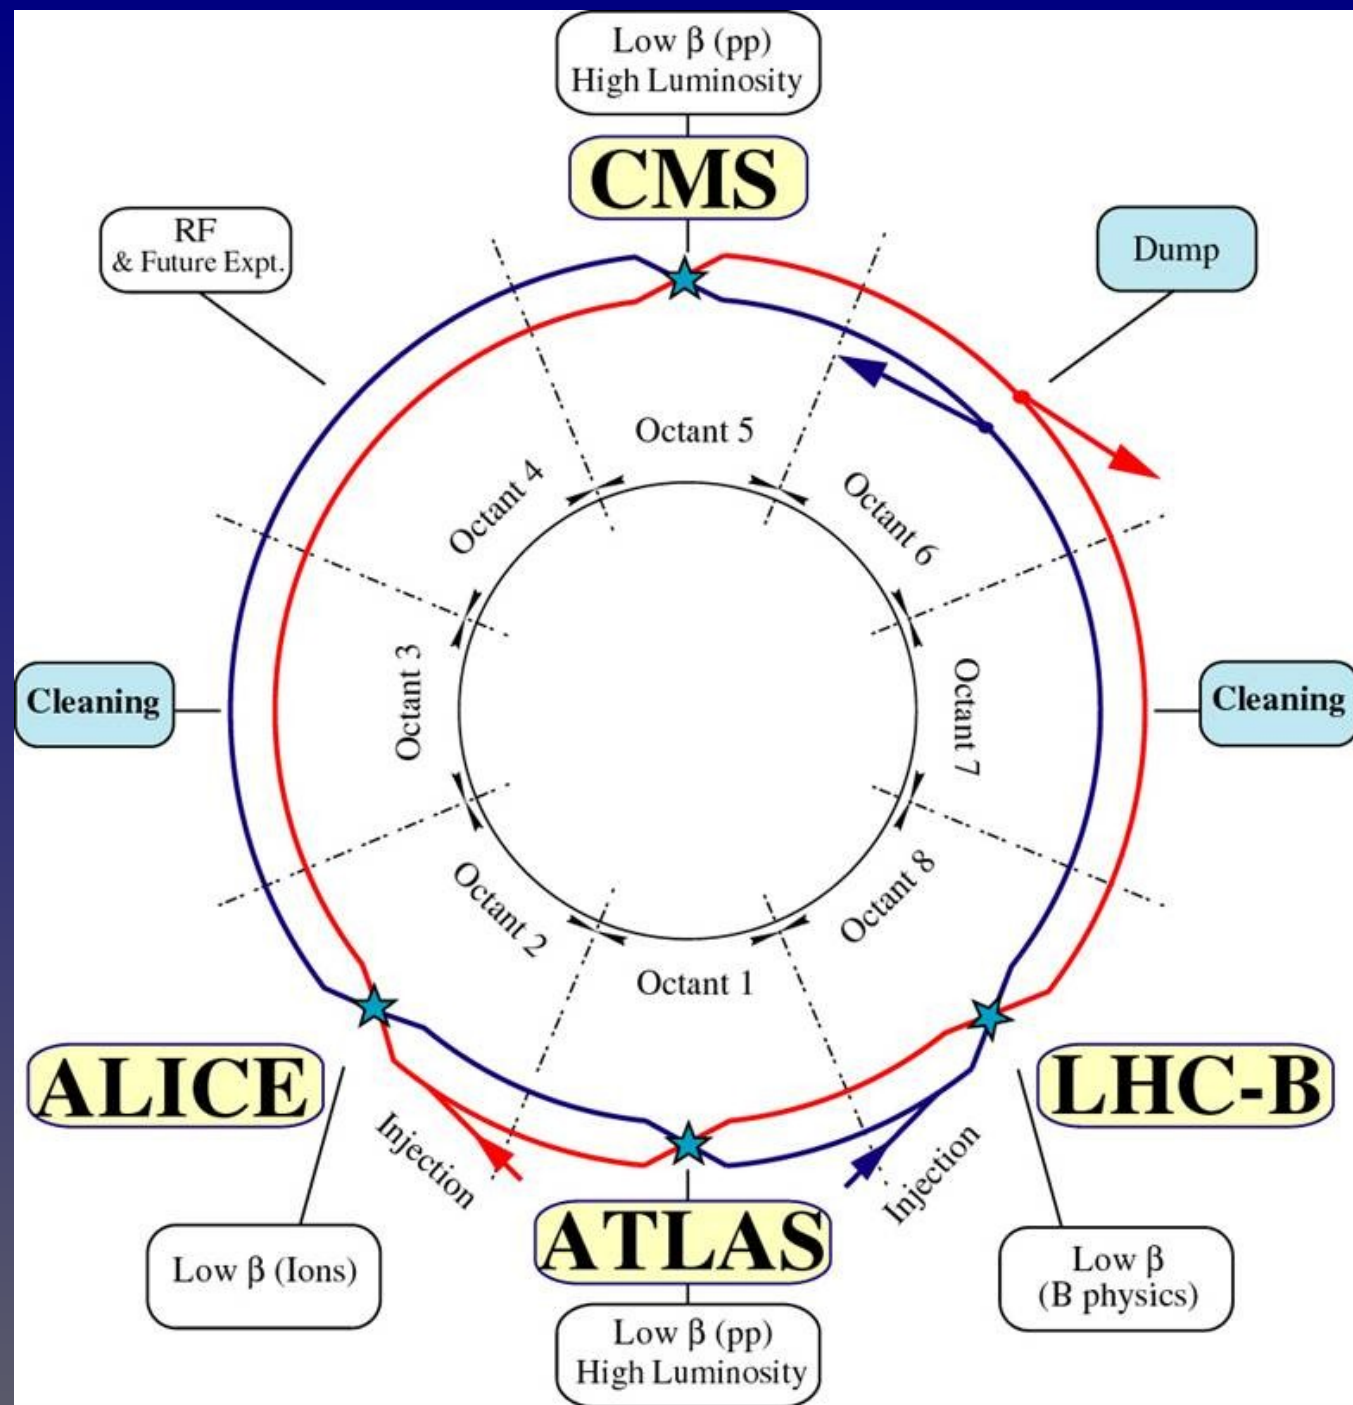 Low β (pp)
High Luminosity
CMS
RF
& Future Expt.
Dump
Octant 5
Octant 4
Octant 6
Cleaning
Octant 3
Octant 7
Cleaning
Octant 2
Octant 8
Octant 1
ALICE
LHC-B
Injection
Injection
ATLAS
Low β (Ions)
Low β
(B physics)
Low β (pp)
High Luminosity